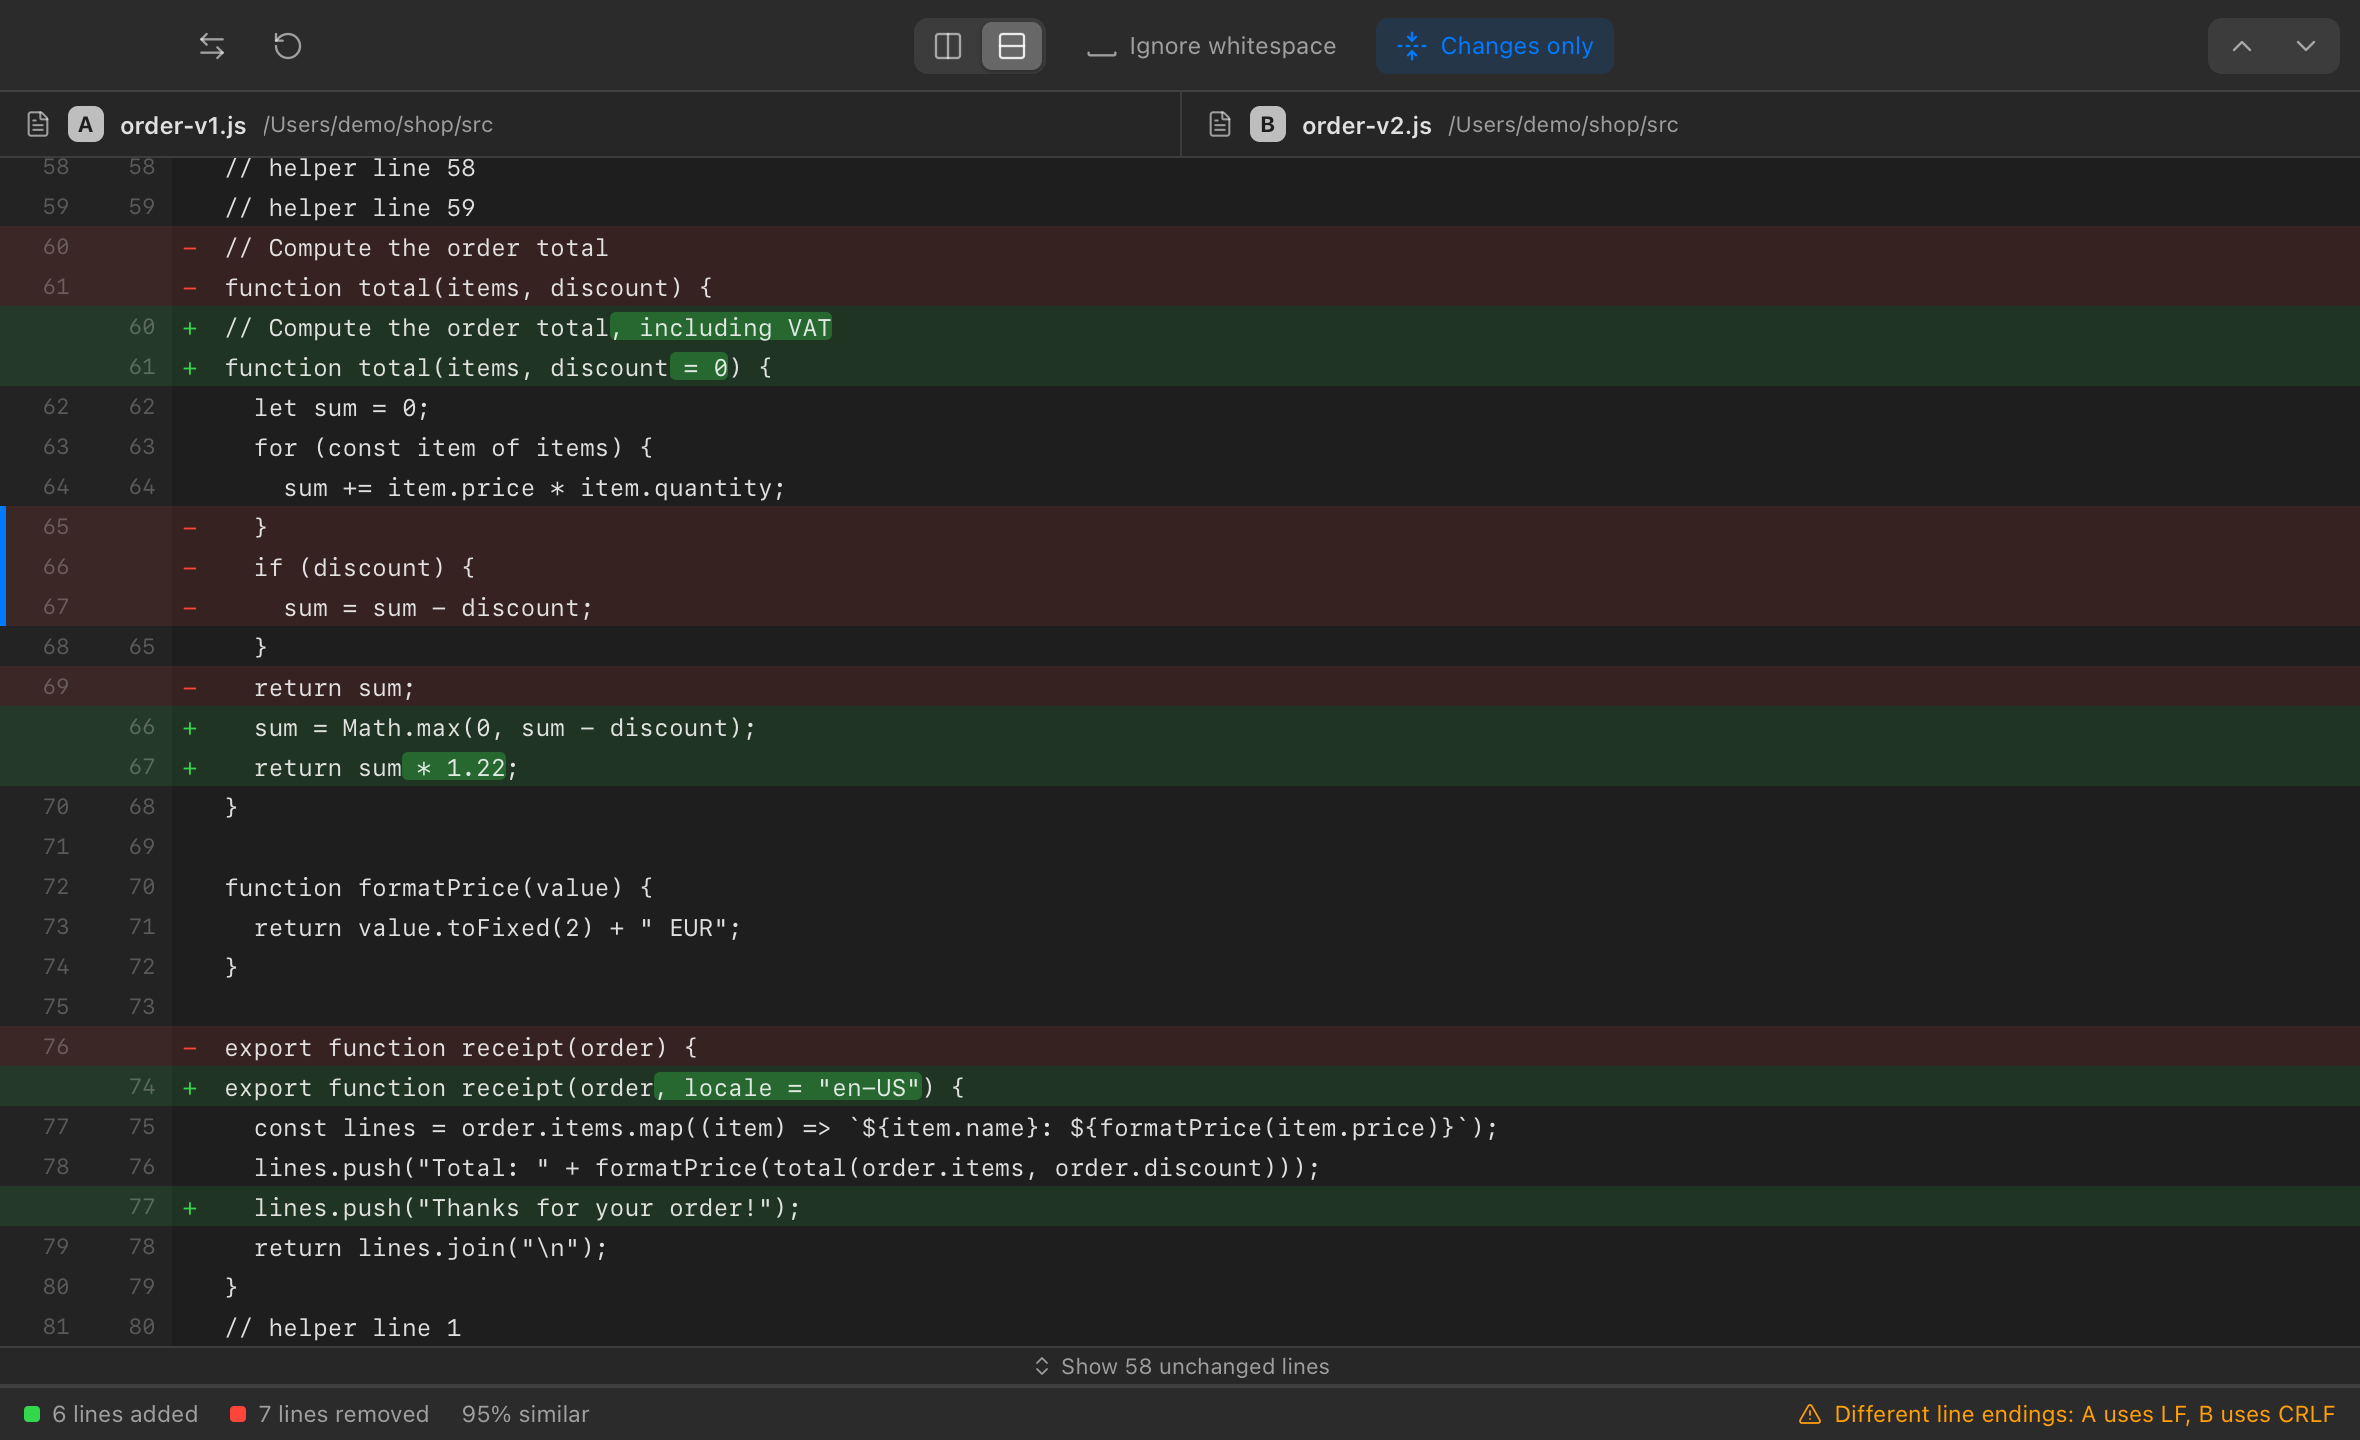 Ignore whitespace
Changes only
A order-v1.js /Users/demo/shop/src
B order-v2.js /Users/demo/shop/src
58 58 // helper line 58
59 59 // helper line 59
60 − // Compute the order total
61 − function total(items, discount) {
60 + // Compute the order total, including VAT
61 + function total(items, discount = 0) {
62 62   let sum = 0;
63 63   for (const item of items) {
64 64     sum += item.price * item.quantity;
65 −   }
66 −   if (discount) {
67 −     sum = sum - discount;
68 65   }
69 −   return sum;
66 +   sum = Math.max(0, sum - discount);
67 +   return sum * 1.22;
70 68 }
71 69
72 70 function formatPrice(value) {
73 71   return value.toFixed(2) + " EUR";
74 72 }
75 73
76 − export function receipt(order) {
74 + export function receipt(order, locale = "en-US") {
77 75   const lines = order.items.map((item) => `${item.name}: ${formatPrice(item.price)}`);
78 76   lines.push("Total: " + formatPrice(total(order.items, order.discount)));
77 +   lines.push("Thanks for your order!");
79 78   return lines.join("\n");
80 79 }
81 80 // helper line 1
Show 58 unchanged lines
6 lines added 7 lines removed 95% similar
Different line endings: A uses LF, B uses CRLF